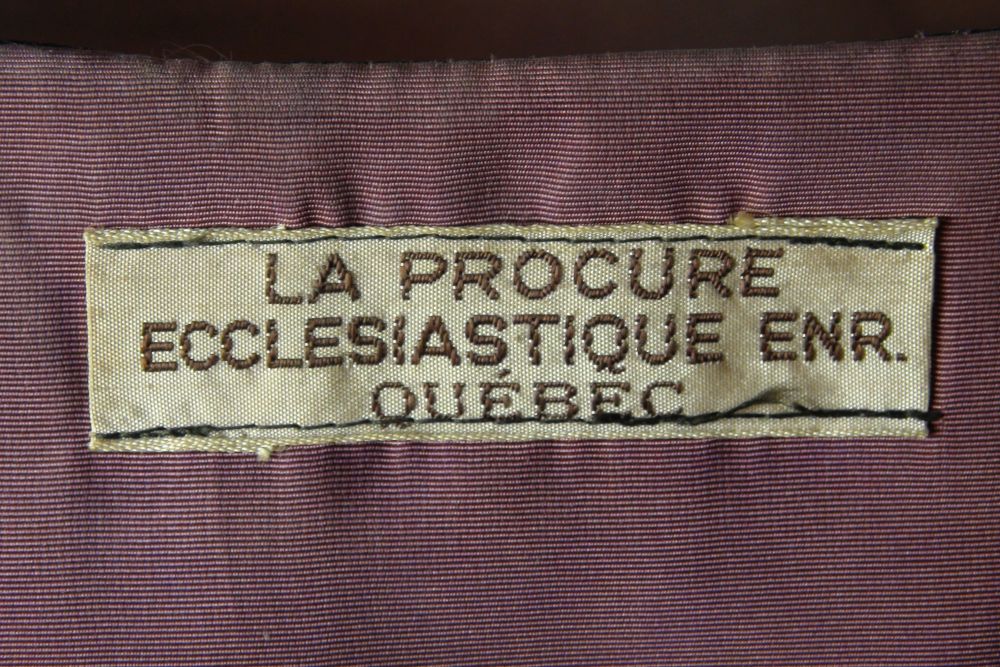 LA PROCURE
ECCLESIASTIQUE ENR.
QUÉBEC